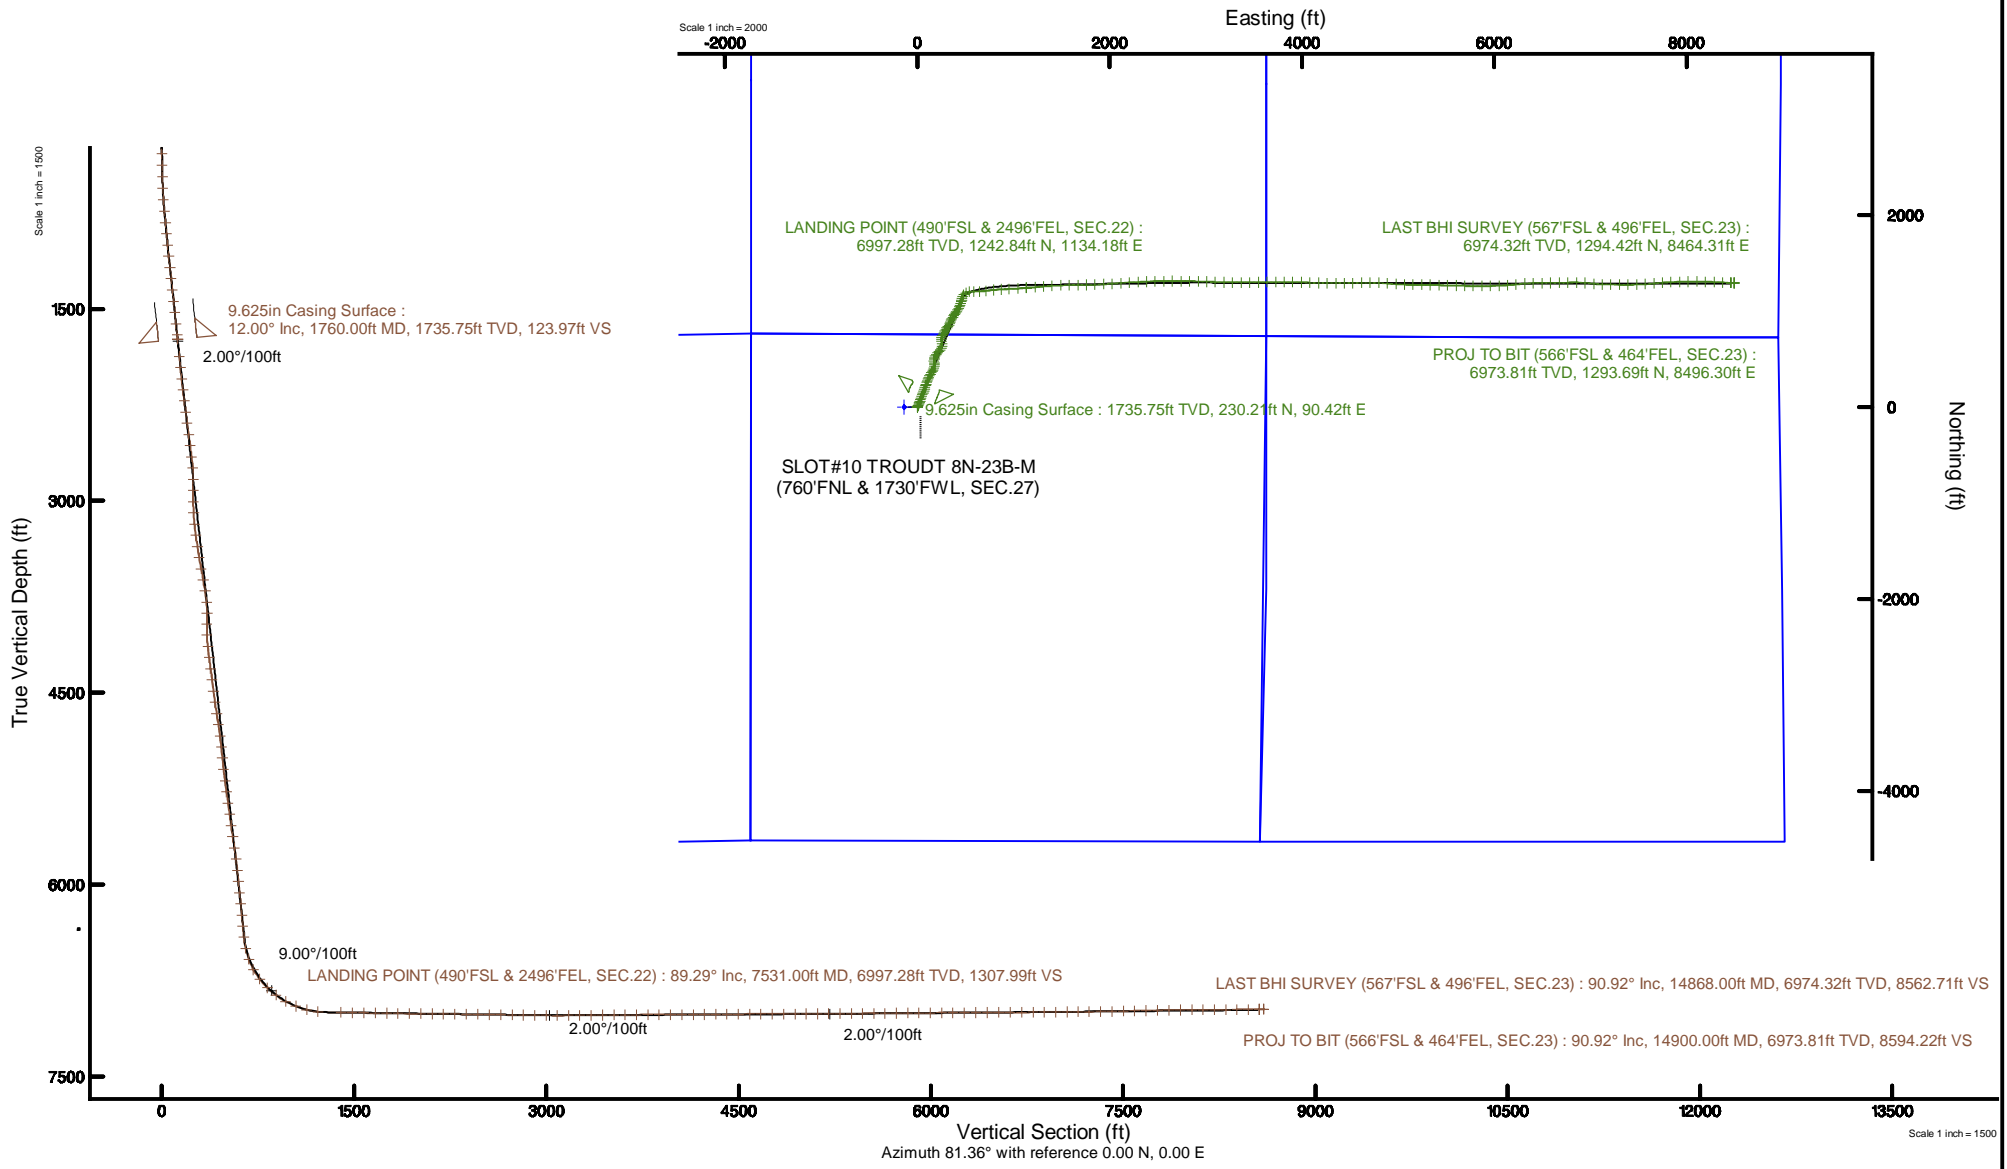 Easting (ft)
Scale 1 inch = 2000
-2000
0
2000
4000
6000
8000
LANDING POINT (490'FSL & 2496'FEL, SEC.22) :
6997.28ft TVD, 1242.84ft N, 1134.18ft E
LAST BHI SURVEY (567'FSL & 496'FEL, SEC.23) :
6974.32ft TVD, 1294.42ft N, 8464.31ft E
PROJ TO BIT (566'FSL & 464'FEL, SEC.23) :
6973.81ft TVD, 1293.69ft N, 8496.30ft E
9.625in Casing Surface : 1735.75ft TVD, 230.21ft N, 90.42ft E
SLOT#10 TROUDT 8N-23B-M
(760'FNL & 1730'FWL, SEC.27)
2000
0
-2000
-4000
Northing (ft)
Scale 1 inch = 1500
1500
3000
4500
6000
7500
True Vertical Depth (ft)
9.625in Casing Surface :
12.00° Inc, 1760.00ft MD, 1735.75ft TVD, 123.97ft VS
2.00°/100ft
9.00°/100ft
LANDING POINT (490'FSL & 2496'FEL, SEC.22) : 89.29° Inc, 7531.00ft MD, 6997.28ft TVD, 1307.99ft VS
LAST BHI SURVEY (567'FSL & 496'FEL, SEC.23) : 90.92° Inc, 14868.00ft MD, 6974.32ft TVD, 8562.71ft VS
2.00°/100ft
2.00°/100ft
PROJ TO BIT (566'FSL & 464'FEL, SEC.23) : 90.92° Inc, 14900.00ft MD, 6973.81ft TVD, 8594.22ft VS
0
1500
3000
4500
6000
7500
9000
10500
12000
13500
Vertical Section (ft)
Azimuth 81.36° with reference 0.00 N, 0.00 E
Scale 1 inch = 1500